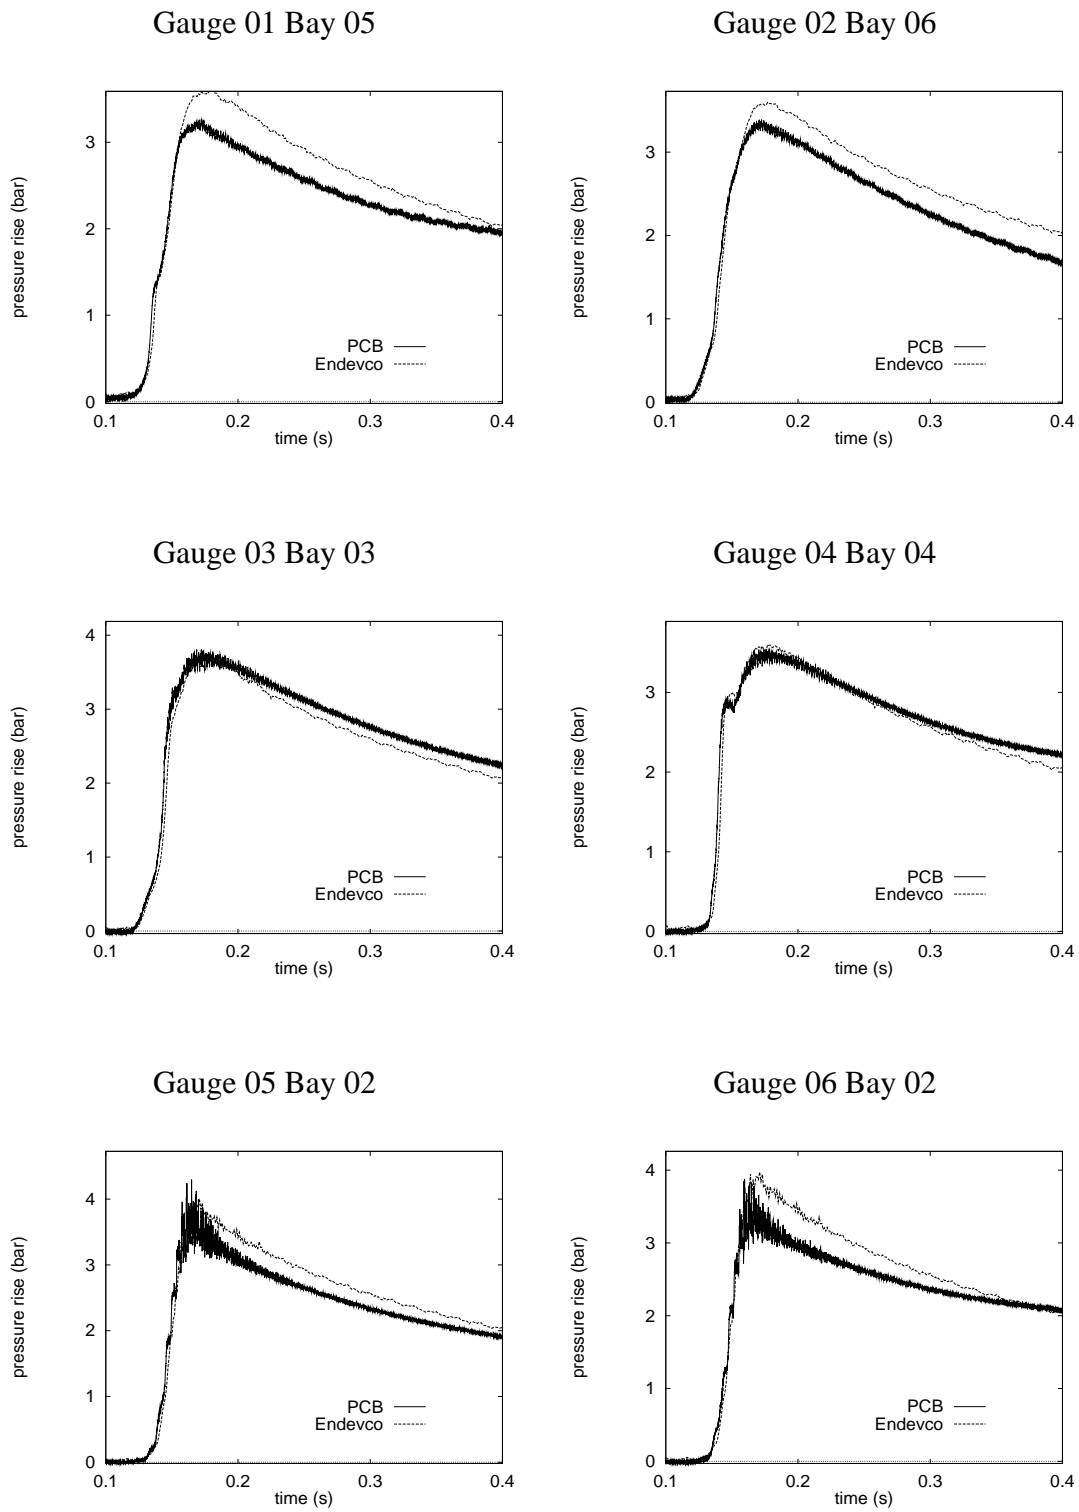 Gauge 01 Bay 05
Gauge 02 Bay 06
pressure rise (bar)
3
2
1
0
PCB
Endevco
0.1 0.2 0.3 0.4
time (s)
pressure rise (bar)
3
2
1
0
PCB
Endevco
0.1 0.2 0.3 0.4
time (s)
Gauge 03 Bay 03
Gauge 04 Bay 04
pressure rise (bar)
4
3
2
1
0
PCB
Endevco
0.1 0.2 0.3 0.4
time (s)
pressure rise (bar)
3
2
1
0
PCB
Endevco
0.1 0.2 0.3 0.4
time (s)
Gauge 05 Bay 02
Gauge 06 Bay 02
pressure rise (bar)
4
3
2
1
0
PCB
Endevco
0.1 0.2 0.3 0.4
time (s)
pressure rise (bar)
4
3
2
1
0
PCB
Endevco
0.1 0.2 0.3 0.4
time (s)